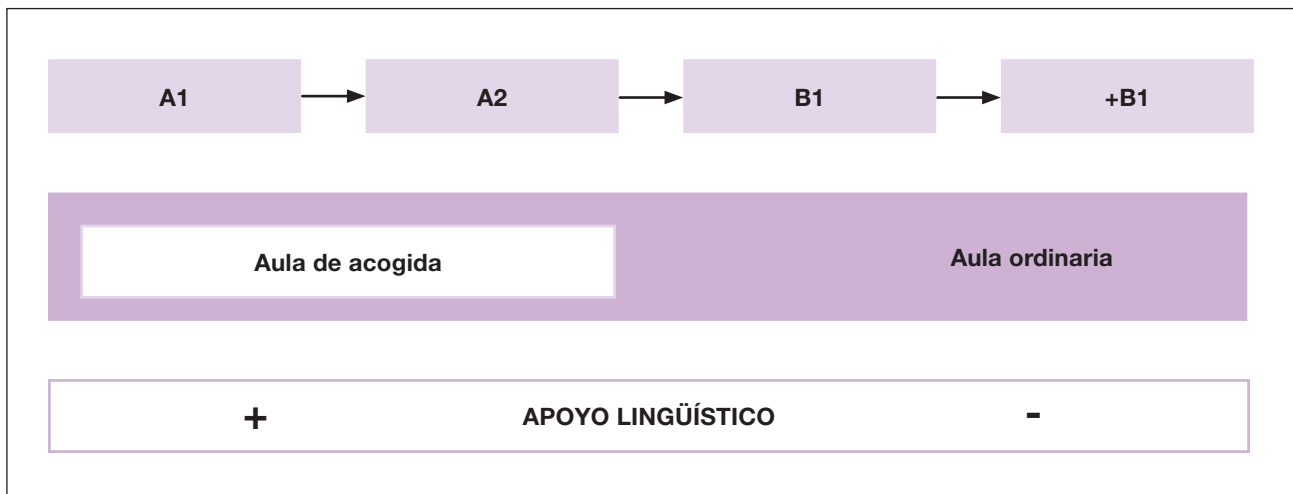 A1 A2 B1 +B1
Aula de acogida Aula ordinaria
+ APOYO LINGÜÍSTICO -